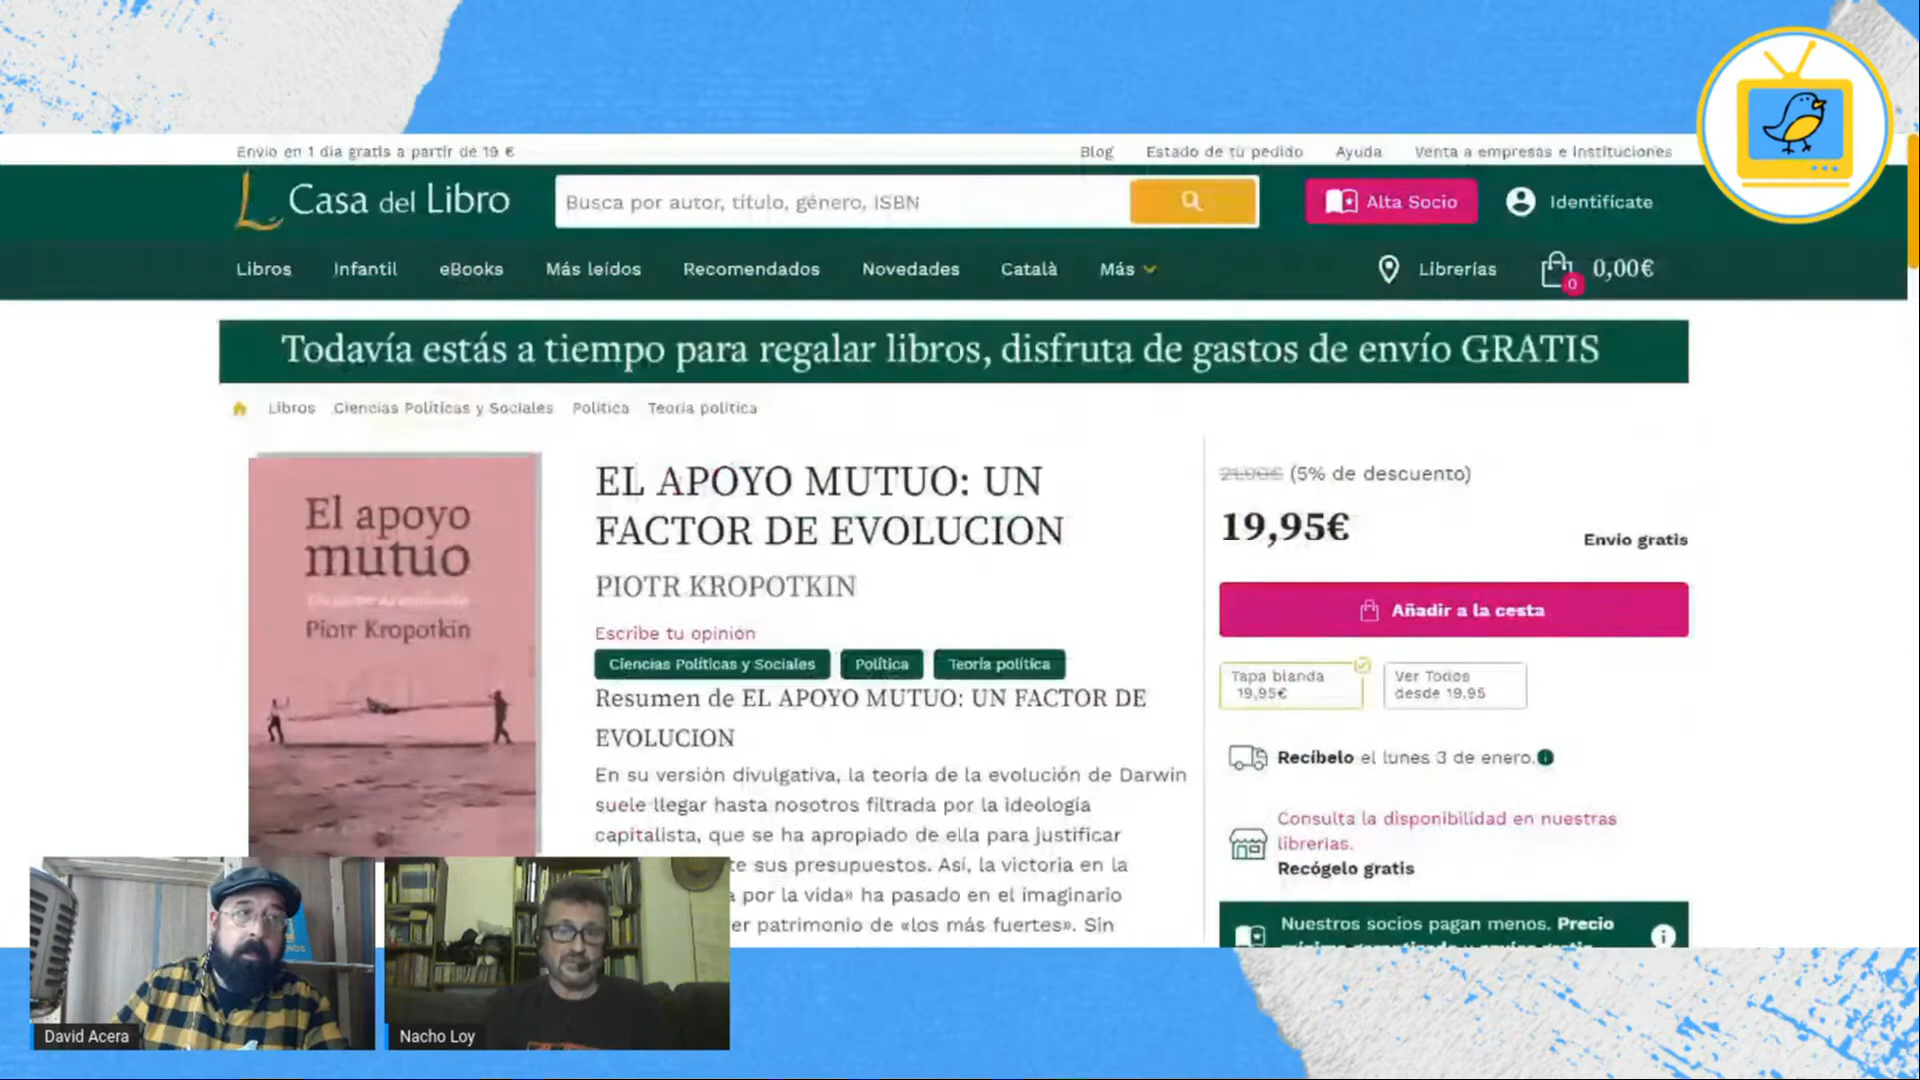 Envío en 1 día gratis a partir de 19 €
Blog
Estado de tu pedido
Ayuda
Venta a empresas e instituciones
Casa del Libro
Busca por autor, título, género, ISBN
Alta Socio
Identifícate
Libros
Infantil
eBooks
Más leídos
Recomendados
Novedades
Català
Más
Librerías
0
0,00€
Todavía estás a tiempo para regalar libros, disfruta de gastos de envío GRATIS
Libros
Ciencias Políticas y Sociales
Política
Teoría política
El apoyo
mutuo
Piotr Kropotkin
EL APOYO MUTUO: UN
FACTOR DE EVOLUCION
PIOTR KROPOTKIN
Escribe tu opinión
Ciencias Políticas y Sociales
Política
Teoría política
Resumen de EL APOYO MUTUO: UN FACTOR DE
EVOLUCION
En su versión divulgativa, la teoría de la evolución de Darwin
suele llegar hasta nosotros filtrada por la ideología
capitalista, que se ha apropiado de ella para justificar
te sus presupuestos. Así, la victoria en la
a por la vida» ha pasado en el imaginario
er patrimonio de «los más fuertes». Sin
21.00€ (5% de descuento)
19,95€
Envío gratis
Añadir a la cesta
Tapa blanda
19,95€
Ver Todos
desde 19,95
Recíbelo el lunes 3 de enero.
Consulta la disponibilidad en nuestras
librerías.
Recógelo gratis
Nuestros socios pagan menos. Precio
David Acera
Nacho Loy